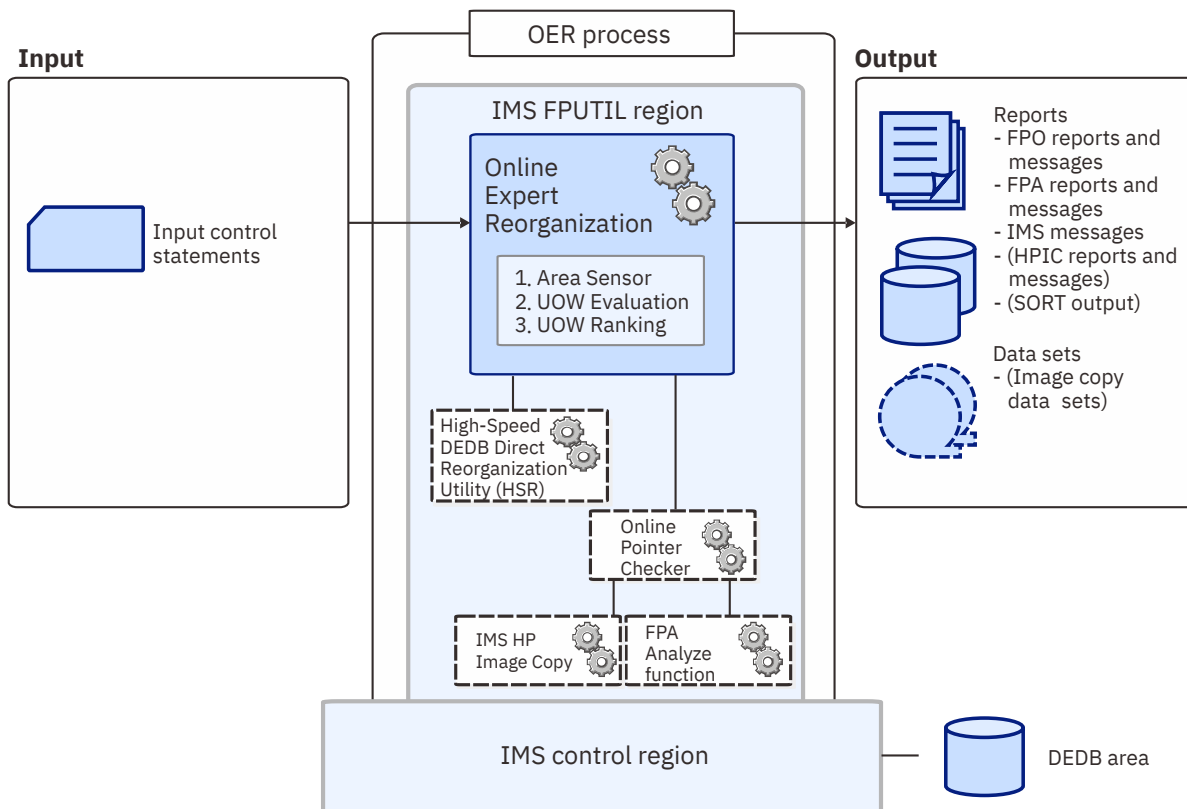 OER process
Input
Output
IMS FPUTIL region
Input control
statements
Online
Expert
Reorganization
1. Area Sensor
2. UOW Evaluation
3. UOW Ranking
High-Speed
DEDB Direct
Reorganization
Utility (HSR)
Online
Pointer
Checker
IMS HP
Image Copy
FPA
Analyze
function
Reports
- FPO reports and
messages
- FPA reports and
messages
- IMS messages
- (HPIC reports and
messages)
- (SORT output)
Data sets
- (Image copy
data sets)
IMS control region
DEDB area